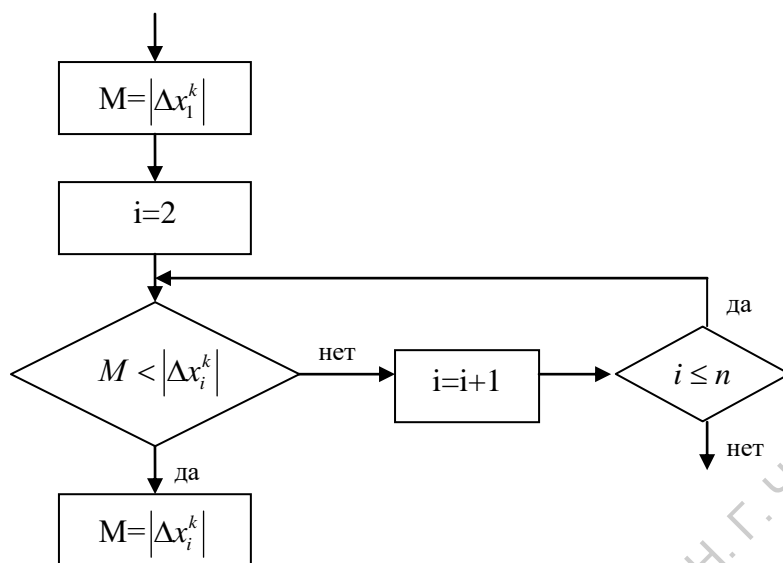 M=|Δx₁ᵏ|
i=2
да
M < |Δxᵢᵏ|
нет
i=i+1
i ≤ n
да
нет
M=|Δxᵢᵏ|
Н.Г.Ч